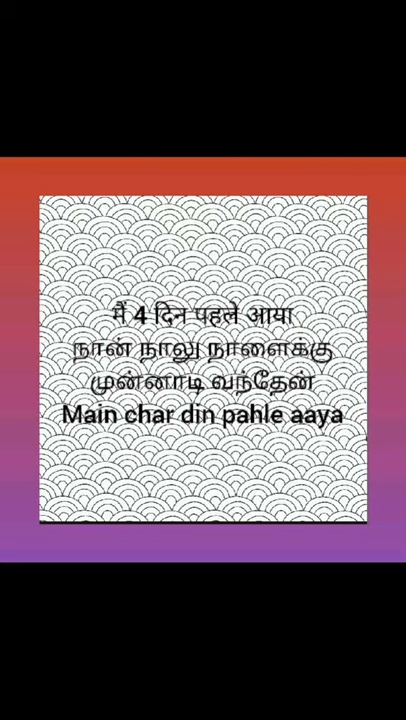 मैं 4 दिन पहले आया
நான் நாலு நாளைக்கு
முன்னாடி வந்தேன்
Main char din pahle aaya